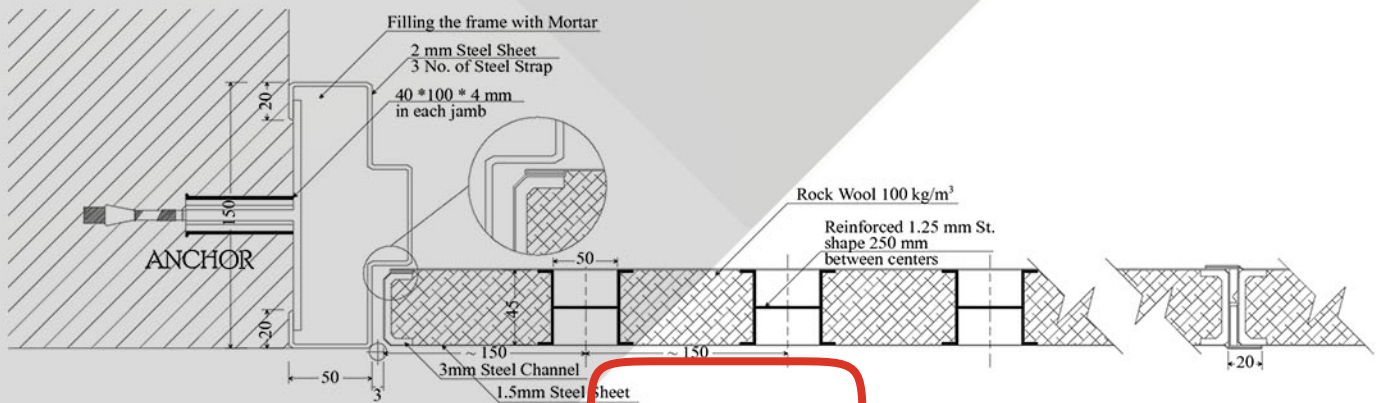 Filling the frame with Mortar
2 mm Steel Sheet
3 No. of Steel Strap
40 *100 * 4 mm
in each jamb
20
150
ANCHOR
20
50
3
Rock Wool 100 kg/m³
Reinforced 1.25 mm St.
shape 250 mm
between centers
50
45
~ 150
~ 150
3mm Steel Channel
1.5mm Steel Sheet
20